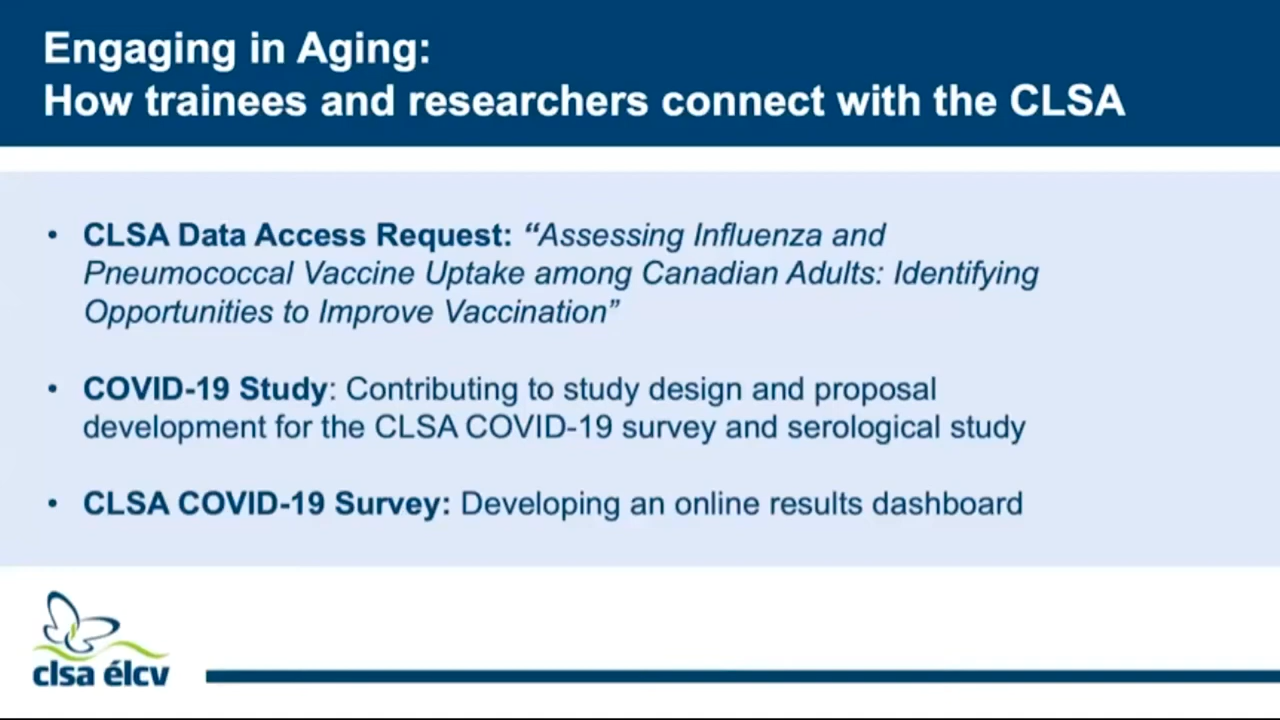 Engaging in Aging:
How trainees and researchers connect with the CLSA
• CLSA Data Access Request: “Assessing Influenza and
Pneumococcal Vaccine Uptake among Canadian Adults: Identifying
Opportunities to Improve Vaccination”
• COVID-19 Study: Contributing to study design and proposal
development for the CLSA COVID-19 survey and serological study
• CLSA COVID-19 Survey: Developing an online results dashboard
clsa élcv